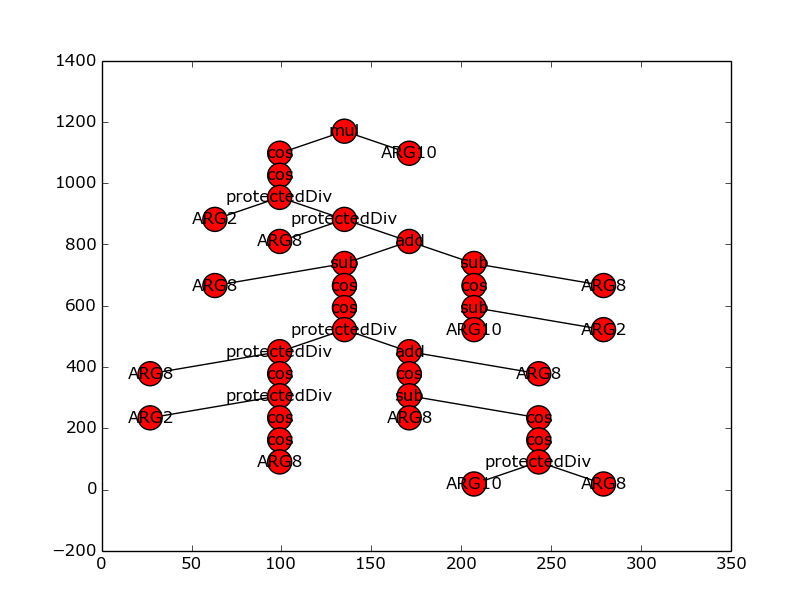 1400
1200
mul
cos ARG10
cos
1000
protectedDiv
ARG2 protectedDiv
ARG8 add
800
sub sub
ARG8 cos cos ARG8
600
cos sub
protectedDiv ARG10 ARG2
protectedDiv add
400
ARG8 cos cos ARG8
protectedDiv sub
ARG2 cos ARG8 cos
200
cos cos
ARG8 protectedDiv
0
ARG10 ARG8
−200
0 50 100 150 200 250 300 350